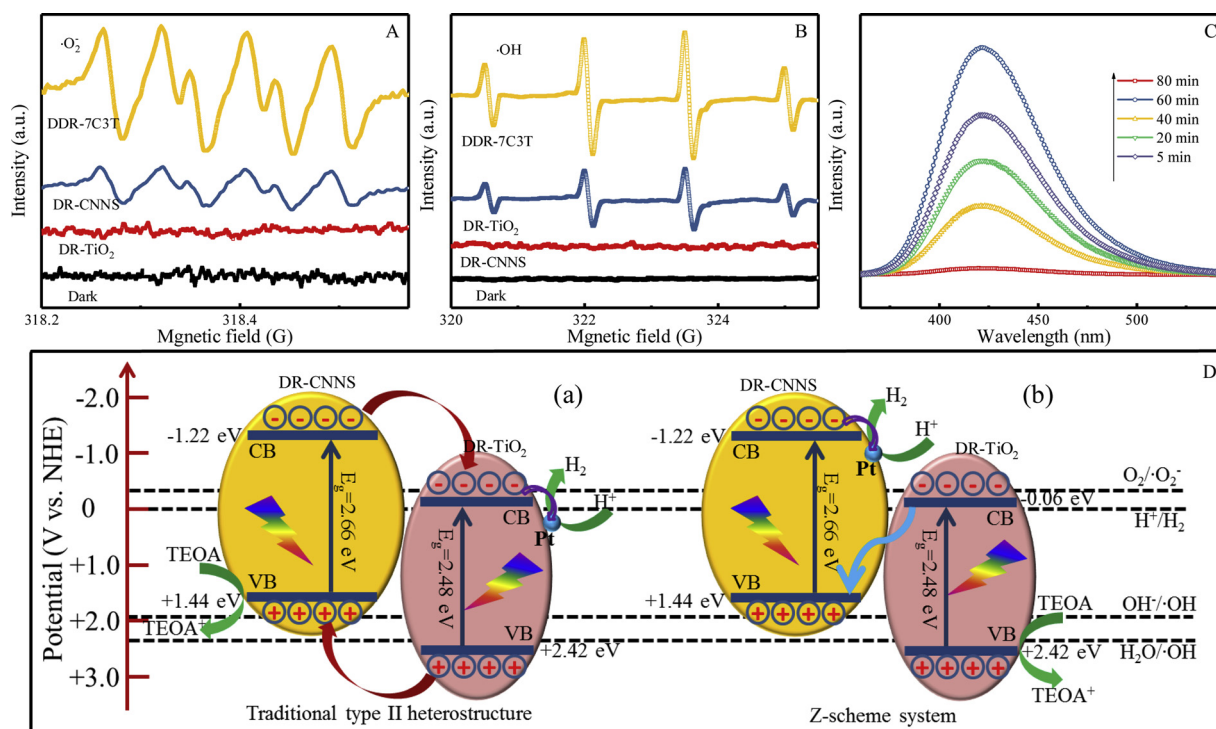 A
·O₂⁻
DDR-7C3T
DR-CNNS
DR-TiO₂
Dark
Intensity (a.u.)
318.2
318.4
Mgnetic field (G)
B
·OH
DDR-7C3T
DR-TiO₂
DR-CNNS
Dark
Intensity (a.u.)
320
322
324
Mgnetic field (G)
C
80 min
60 min
40 min
20 min
5 min
Intensity (a.u.)
400
450
500
Wavelength (nm)
D
Potential (V vs. NHE)
-2.0
-1.0
0
+1.0
+2.0
+3.0
(a)
DR-CNNS
-1.22 eV
CB
E_g=2.66 eV
TEOA
VB
+1.44 eV
TEOA⁺
DR-TiO₂
H₂
H⁺
CB
Pt
E_g=2.48 eV
VB
+2.42 eV
Traditional type II heterostructure
(b)
DR-CNNS
H₂
H⁺
-1.22 eV
CB
Pt
E_g=2.66 eV
VB
+1.44 eV
DR-TiO₂
-0.06 eV
CB
E_g=2.48 eV
TEOA
VB
+2.42 eV
TEOA⁺
O₂/·O₂⁻
H⁺/H₂
OH⁻/·OH
H₂O/·OH
Z-scheme system